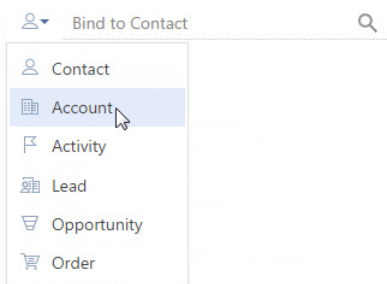 Bind to Contact
Contact
Account
Activity
Lead
Opportunity
Order